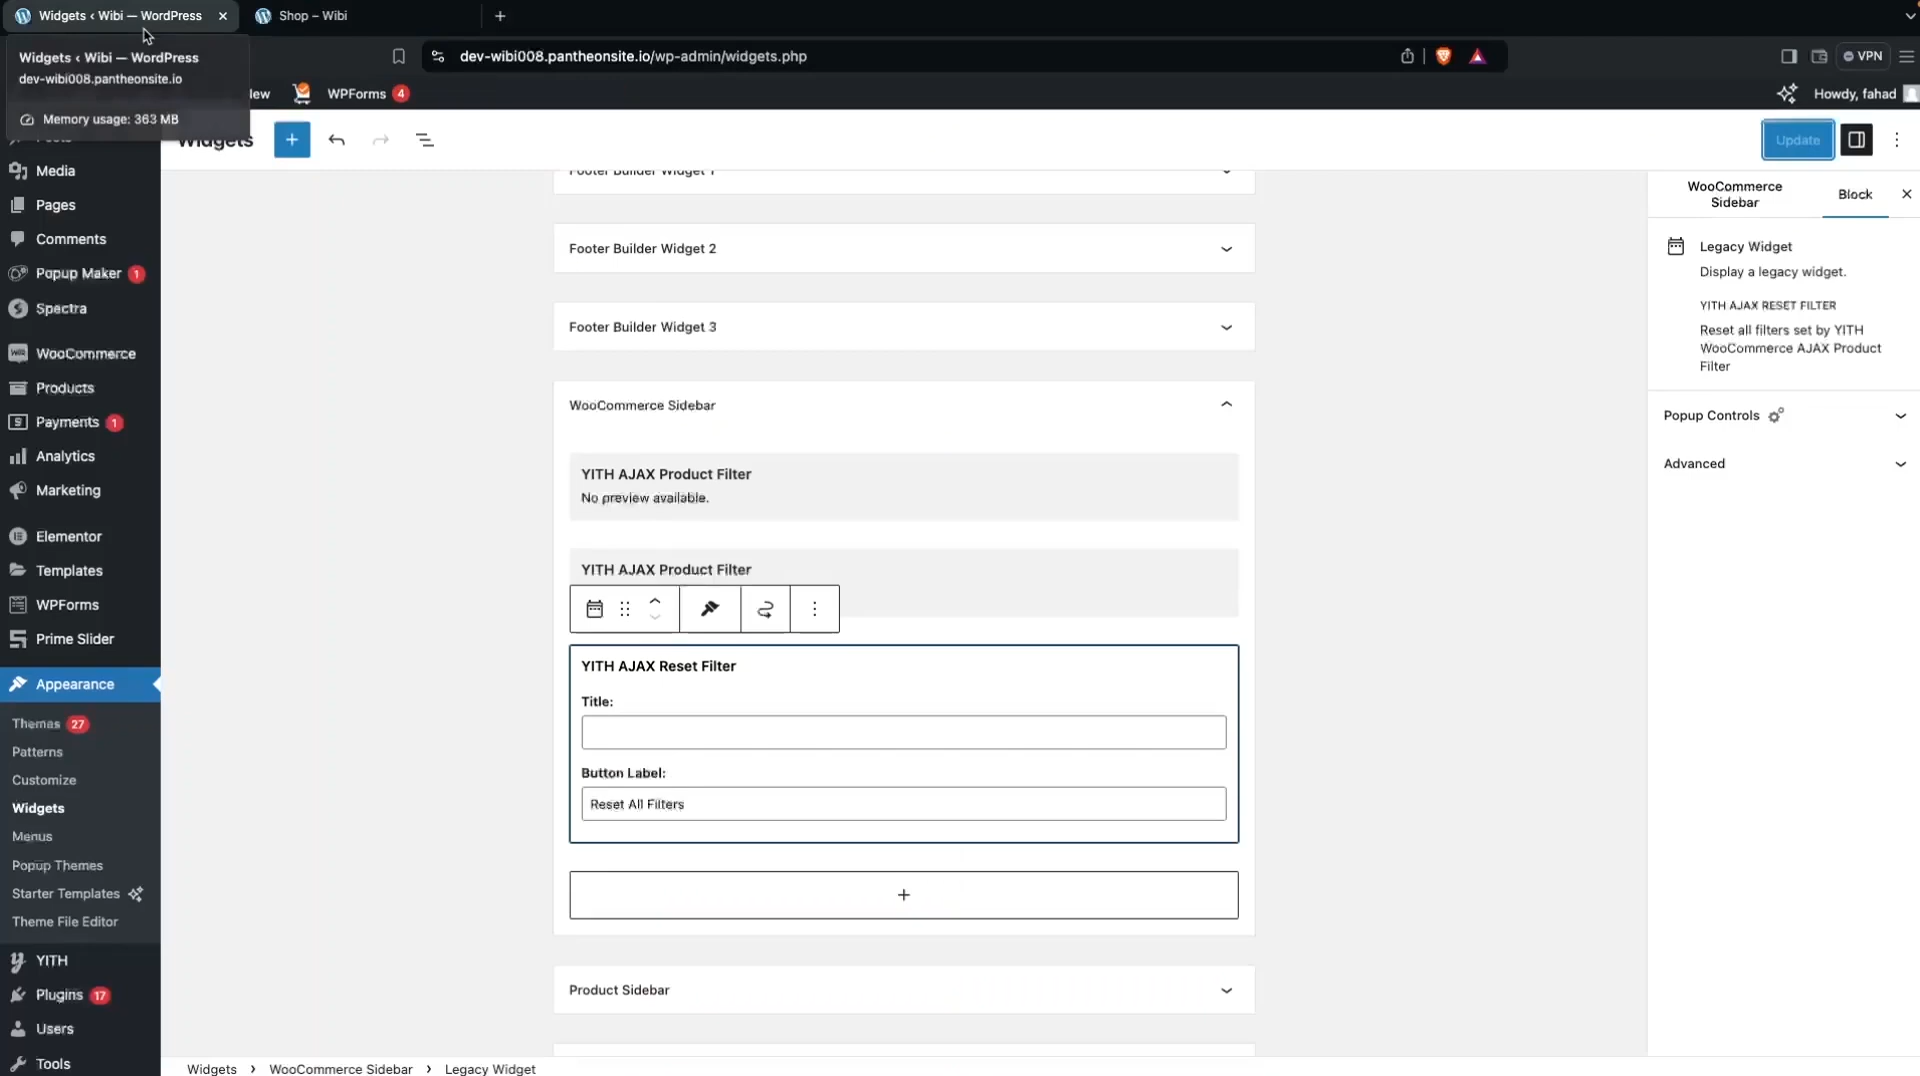 Widgets ‹ Wibi — WordPress
Shop – Wibi
Widgets ‹ Wibi — WordPress
dev-wibi008.pantheonsite.io
Memory usage: 363 MB
dev-wibi008.pantheonsite.io/wp-admin/widgets.php
VPN
WPForms 4
Howdy, fahad
Posts
Media
Pages
Comments
Popup Maker 1
Spectra
WooCommerce
Products
Payments 1
Analytics
Marketing
Elementor
Templates
WPForms
Prime Slider
Appearance
Themes 27
Patterns
Customize
Widgets
Menus
Popup Themes
Starter Templates
Theme File Editor
YITH
Plugins 17
Users
Tools
Widgets
Update
Footer Builder Widget 1
Footer Builder Widget 2
Footer Builder Widget 3
WooCommerce Sidebar
YITH AJAX Product Filter
No preview available.
YITH AJAX Product Filter
YITH AJAX Reset Filter
Title:
Button Label:
Reset All Filters
Product Sidebar
WooCommerce
Sidebar
Block
Legacy Widget
Display a legacy widget.
YITH AJAX RESET FILTER
Reset all filters set by YITH
WooCommerce AJAX Product
Filter
Popup Controls
Advanced
Widgets › WooCommerce Sidebar › Legacy Widget